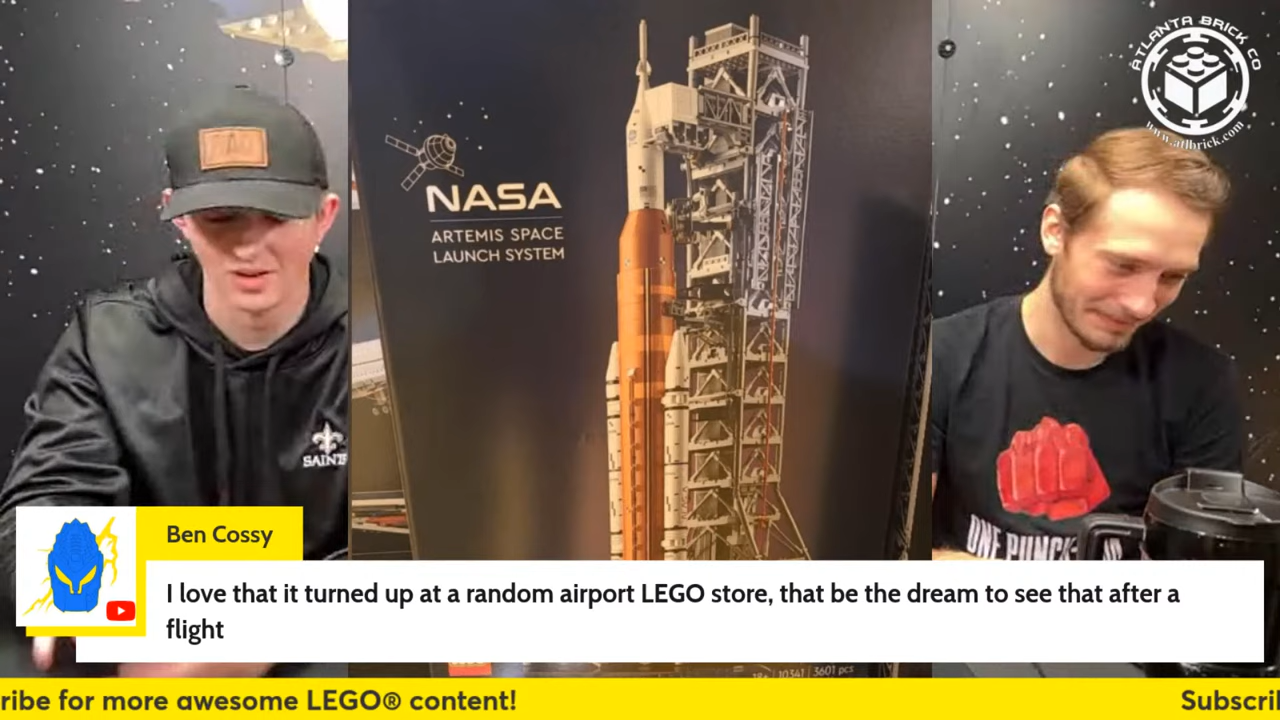 ATLANTA BRICK CO
www.atlbrick.com
NASA
ARTEMIS SPACE
LAUNCH SYSTEM
SAINTS
ONE PUNCH
Ben Cossy
I love that it turned up at a random airport LEGO store, that be the dream to see that after a
flight
18+ | 10341 | 3601 pcs
ribe for more awesome LEGO® content!
Subscri